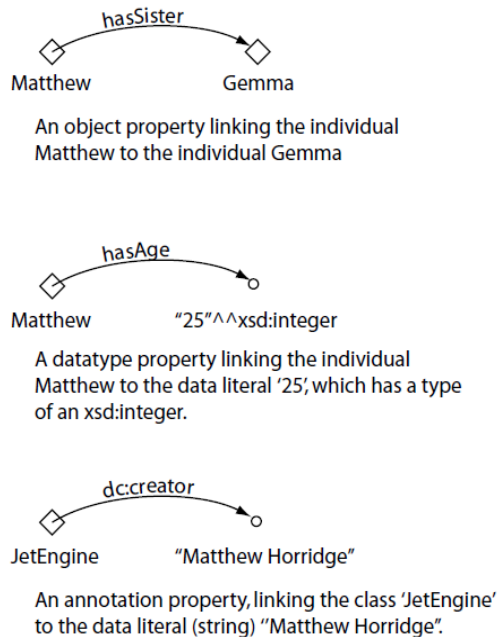 hasSister
Matthew Gemma
An object property linking the individual
Matthew to the individual Gemma
hasAge
Matthew “25”^^xsd:integer
A datatype property linking the individual
Matthew to the data literal ‘25’, which has a type
of an xsd:integer.
dc:creator
JetEngine “Matthew Horridge”
An annotation property, linking the class ‘JetEngine’
to the data literal (string) “Matthew Horridge”.